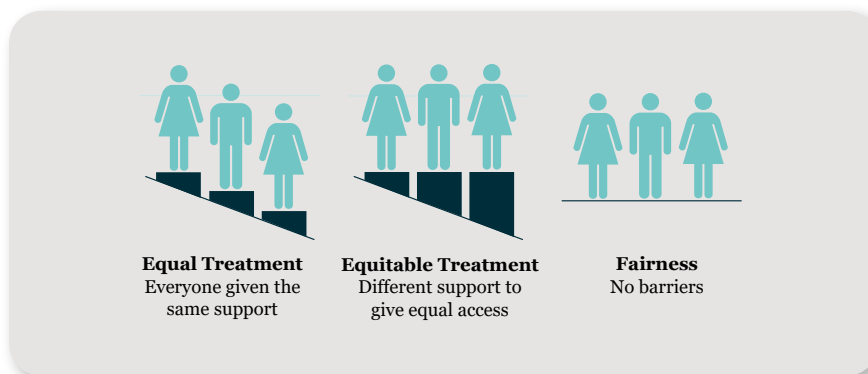 Equal Treatment
Everyone given the
same support
Equitable Treatment
Different support to
give equal access
Fairness
No barriers